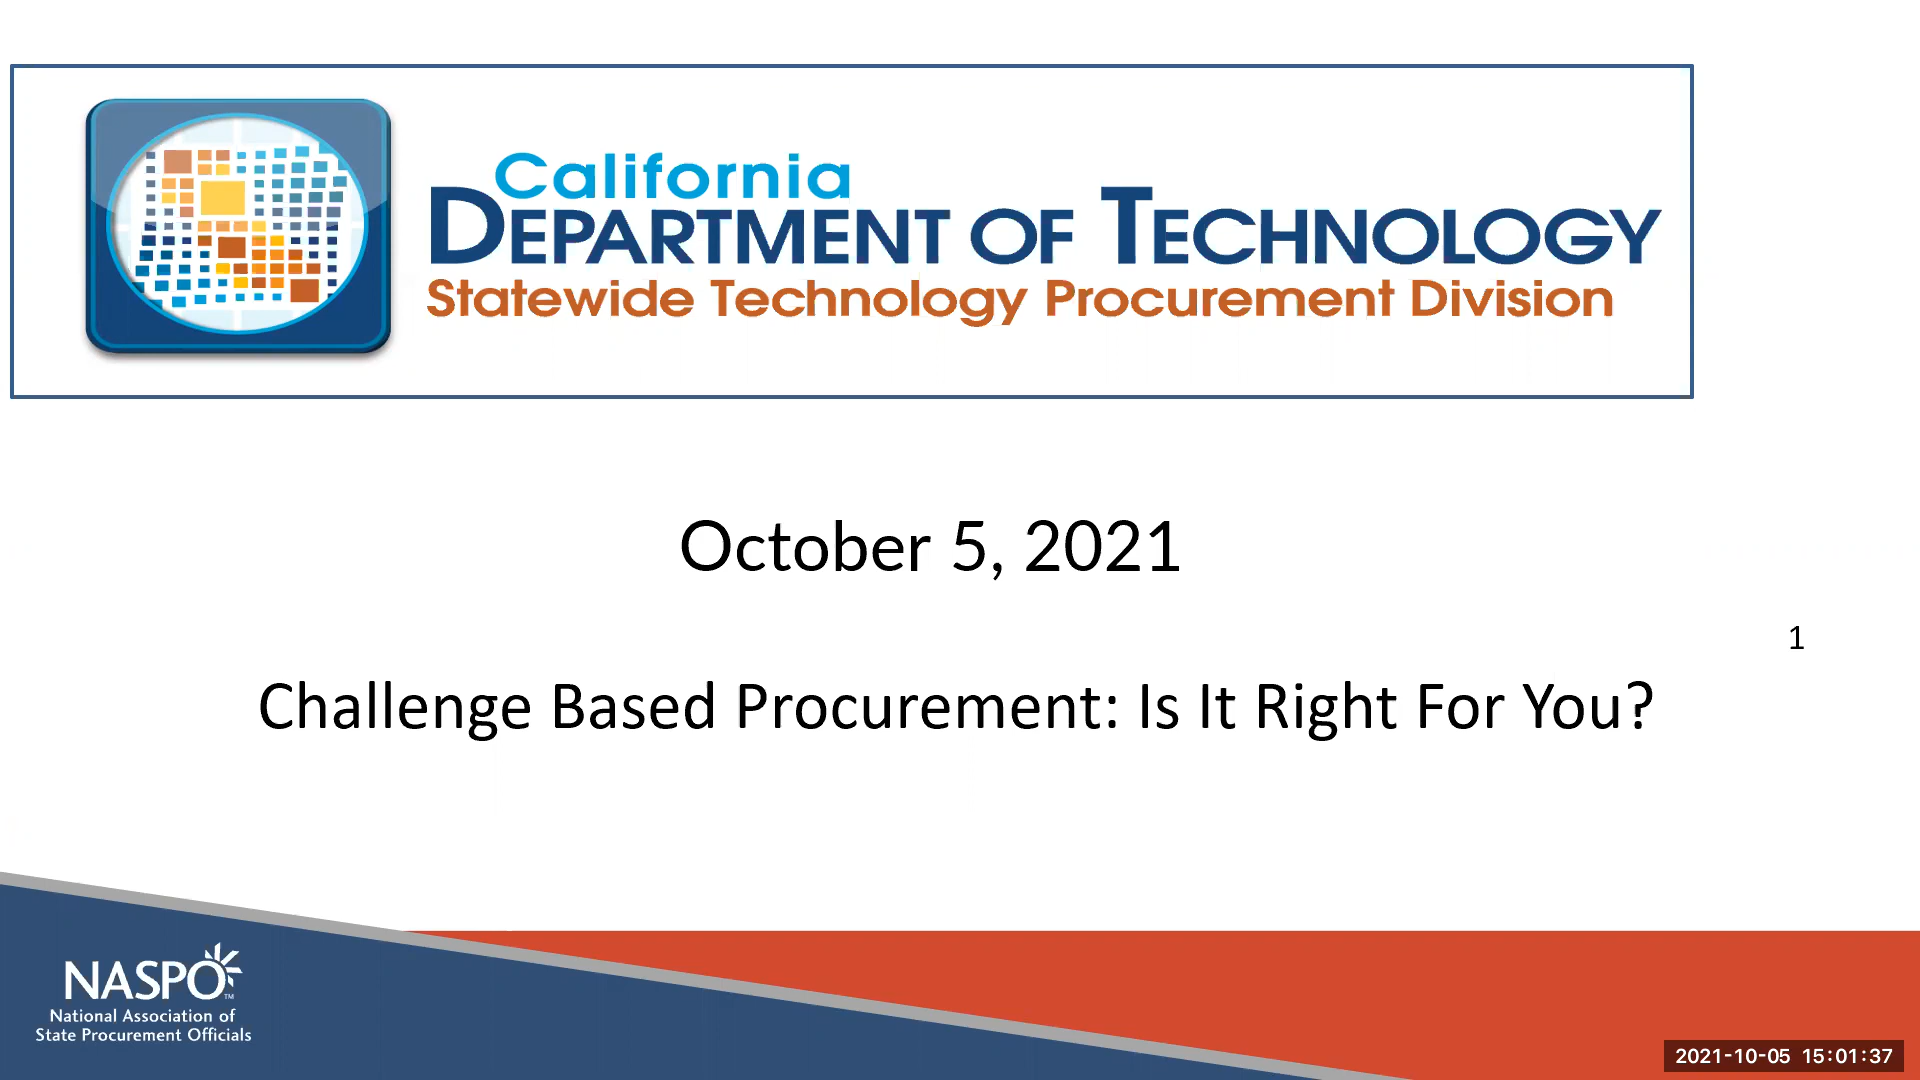 California
DEPARTMENT OF TECHNOLOGY
Statewide Technology Procurement Division
October 5, 2021
1
Challenge Based Procurement: Is It Right For You?
NASPO™
National Association of
State Procurement Officials
2021-10-05 15:01:37